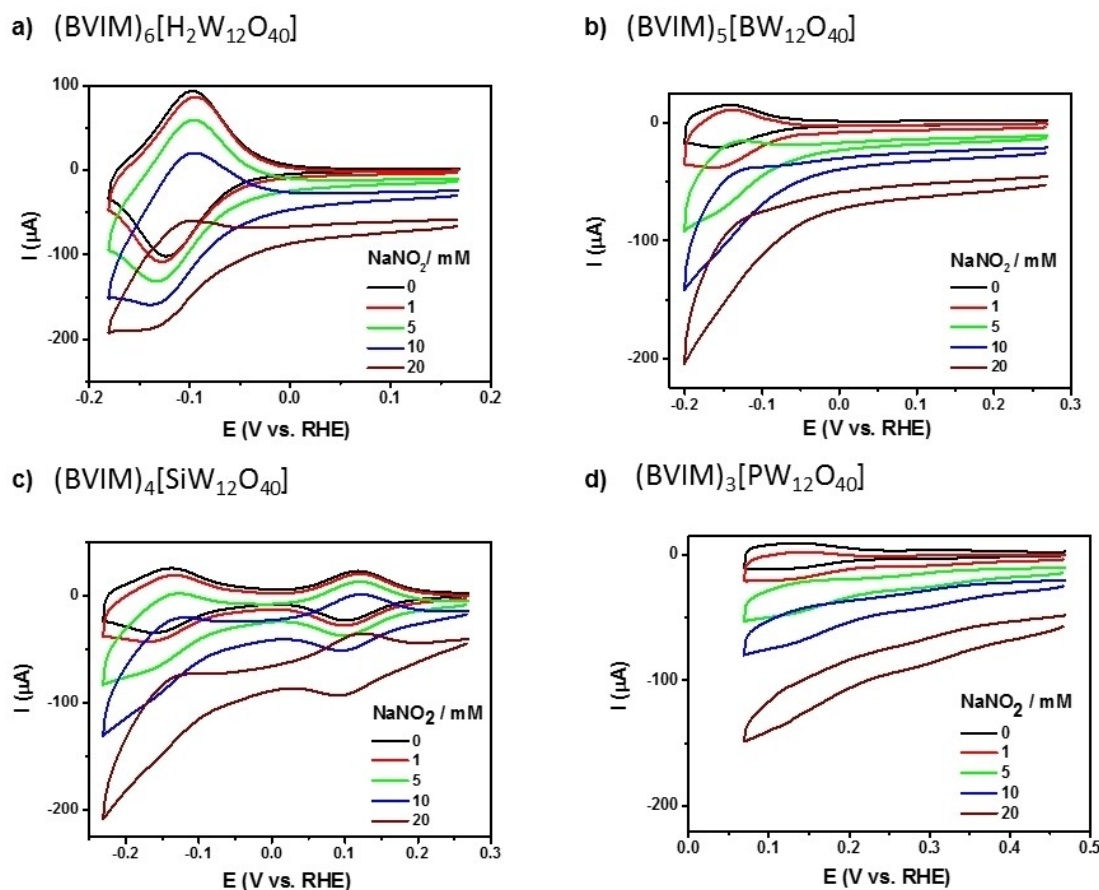 a) (BVIM)₆[H₂W₁₂O₄₀]
100
0
-100
-200
I (µA)
NaNO₂ / mM
0
1
5
10
20
-0.2 -0.1 0.0 0.1 0.2
E (V vs. RHE)
b) (BVIM)₅[BW₁₂O₄₀]
0
-100
-200
I (µA)
NaNO₂ / mM
0
1
5
10
20
-0.2 -0.1 0.0 0.1 0.2 0.3
E (V vs. RHE)
c) (BVIM)₄[SiW₁₂O₄₀]
0
-100
-200
I (µA)
NaNO₂ / mM
0
1
5
10
20
-0.2 -0.1 0.0 0.1 0.2 0.3
E (V vs. RHE)
d) (BVIM)₃[PW₁₂O₄₀]
0
-100
-200
I (µA)
NaNO₂ / mM
0
1
5
10
20
0.0 0.1 0.2 0.3 0.4 0.5
E (V vs. RHE)